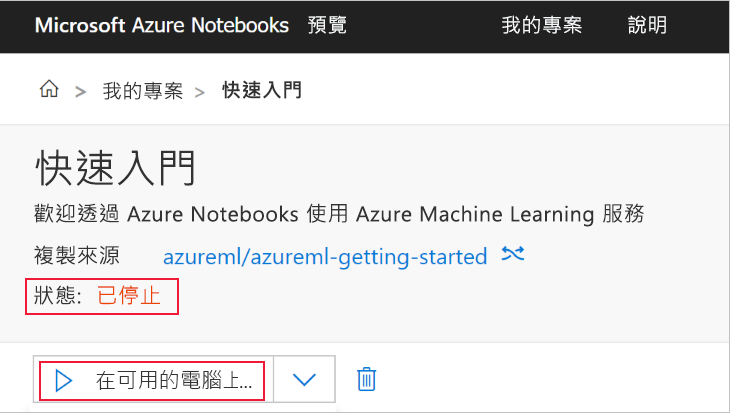 Microsoft Azure Notebooks 預覽 我的專案 說明
> 我的專案 > 快速入門
快速入門
歡迎透過 Azure Notebooks 使用 Azure Machine Learning 服務
複製來源 azureml/azureml-getting-started
狀態: 已停止
在可用的電腦上...